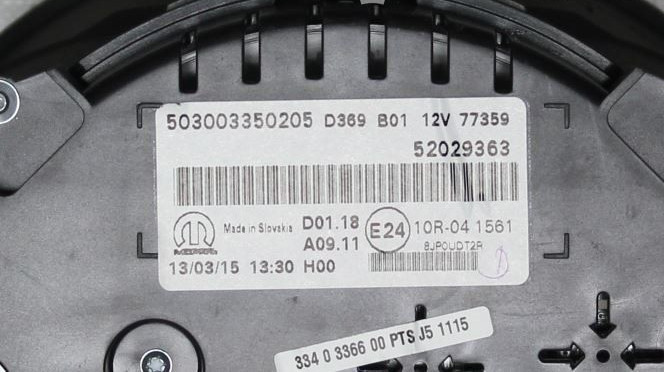 503003350205 D369 B01 12V 77359
52029363
Made in Slovakia D01.18 E24 10R-04 1561
A09.11 8JPOUDT2R
13/03/15 13:30 H00
334 0 3366 00 PTS J5 1115